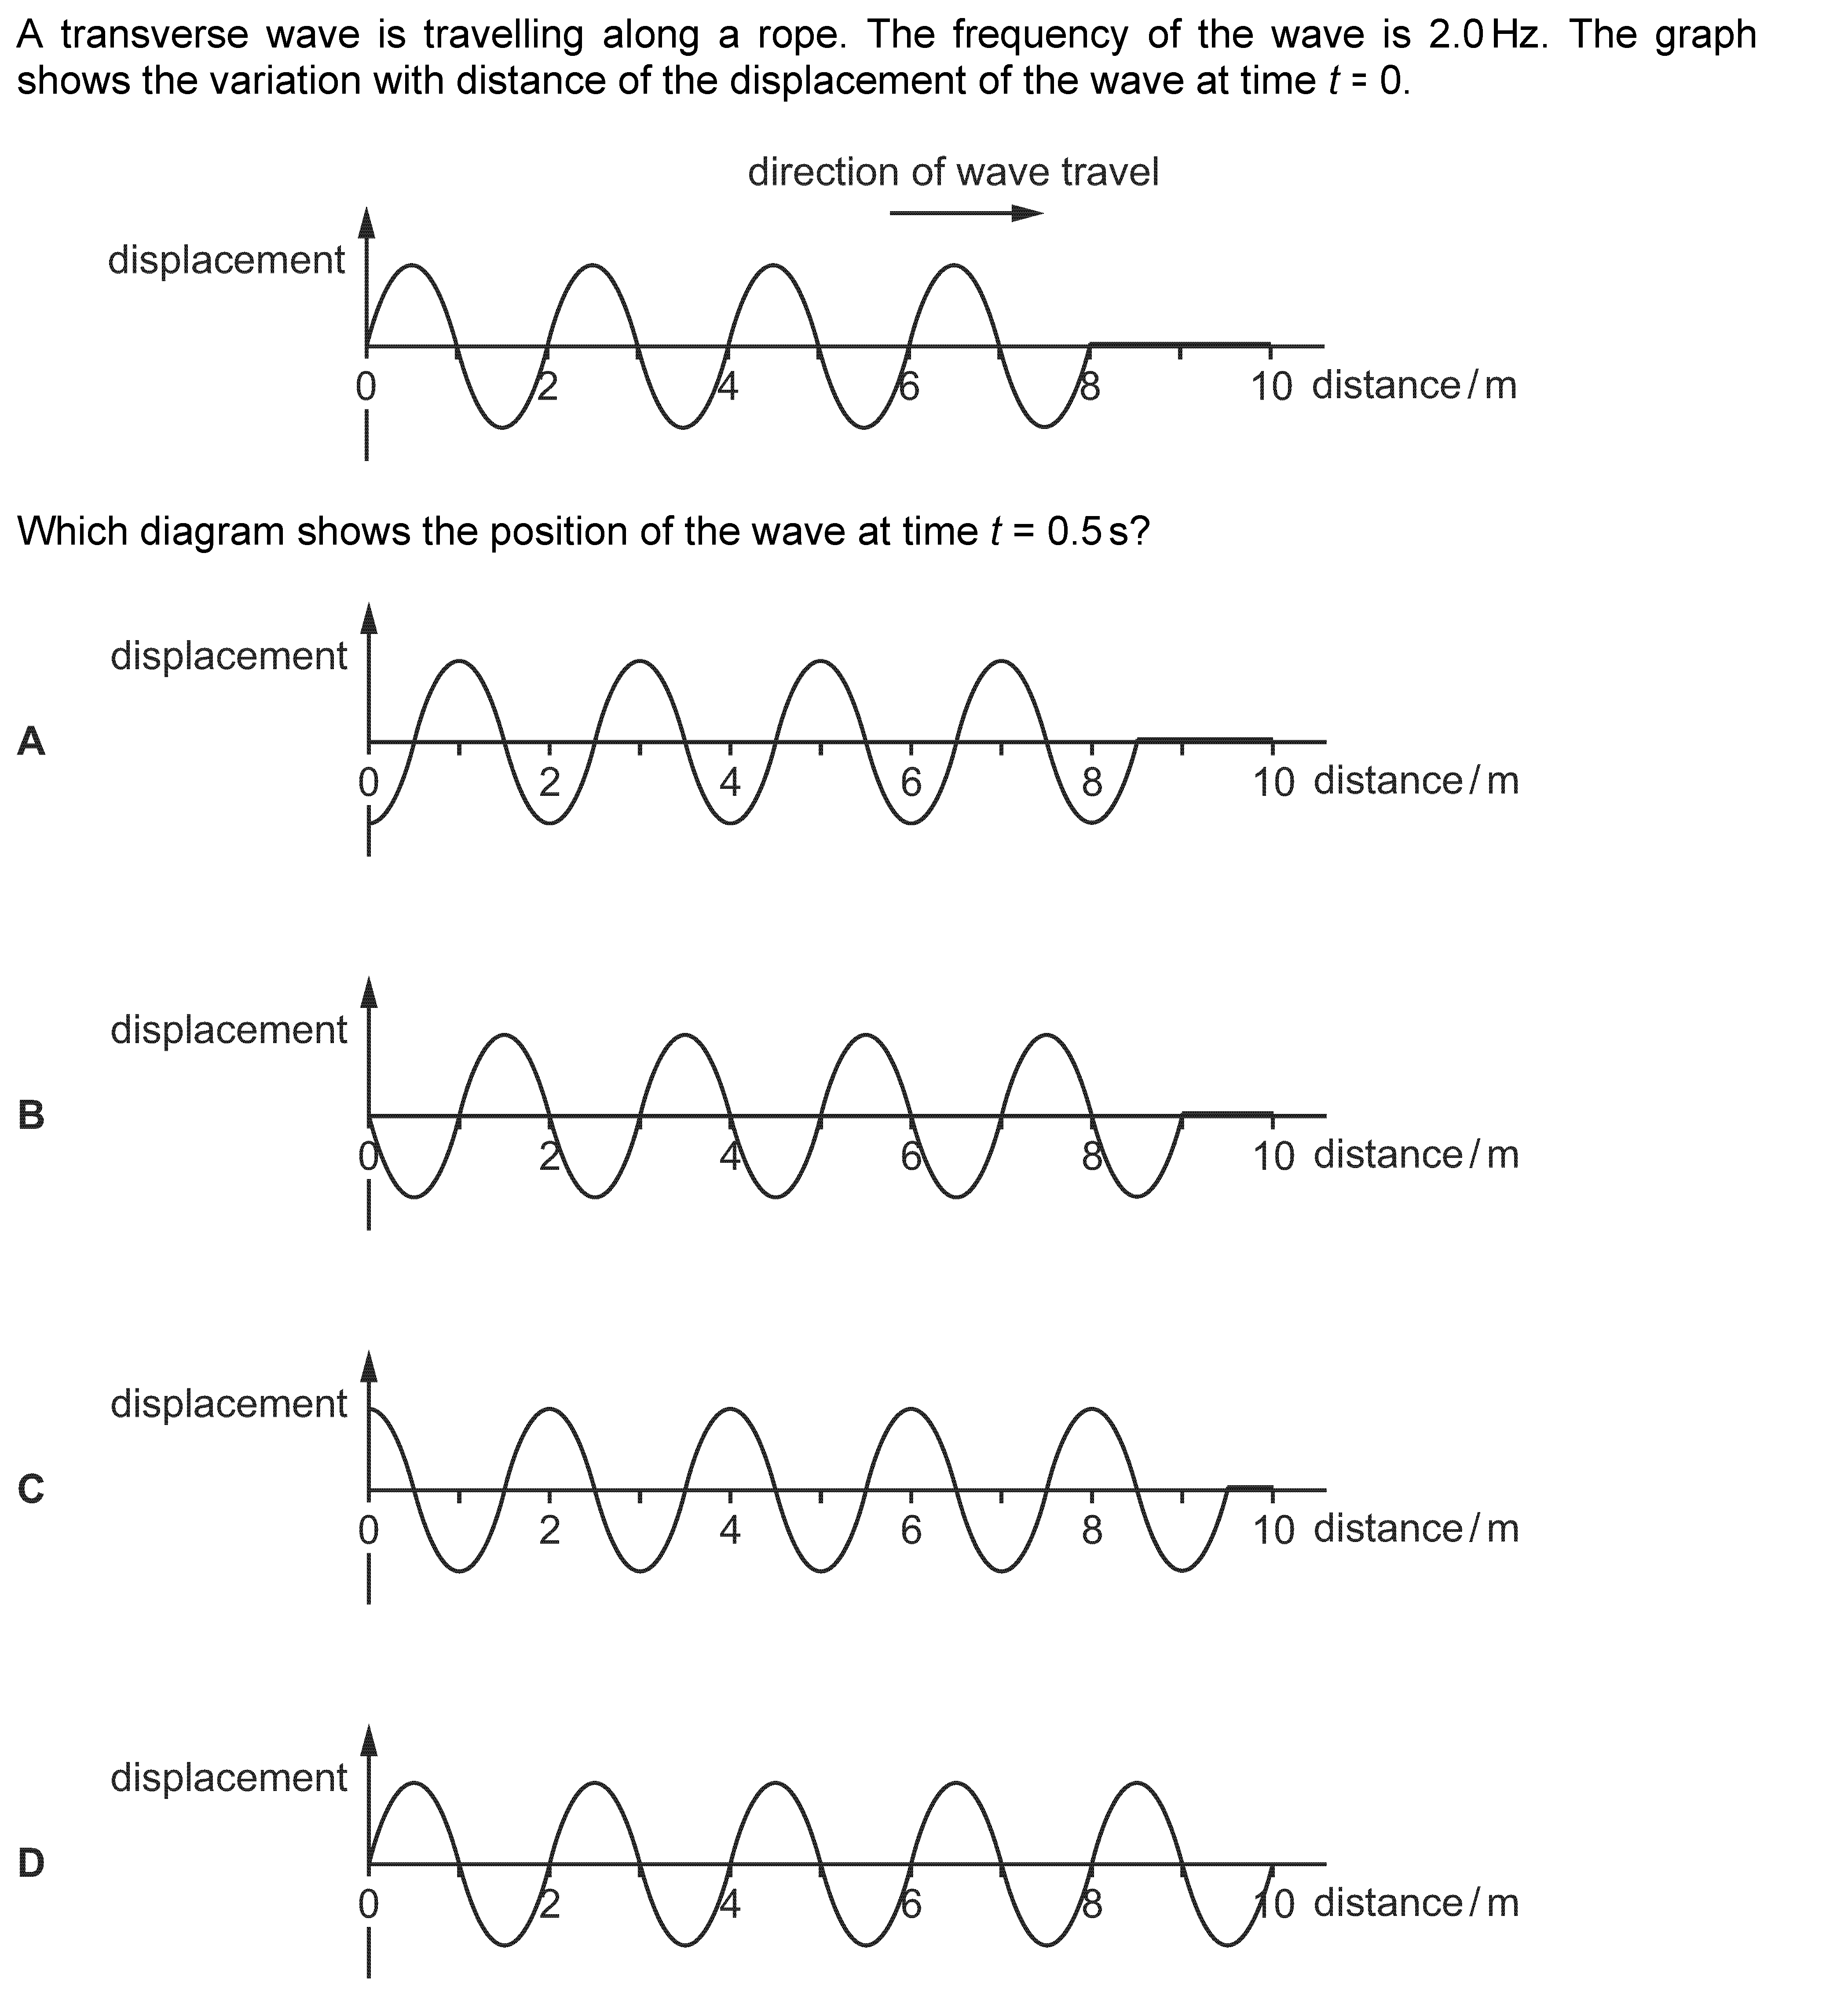 A transverse wave is travelling along a rope. The frequency of the wave is 2.0 Hz. The graph
shows the variation with distance of the displacement of the wave at time t = 0.
direction of wave travel
displacement
0 2 4 6 8 10 distance / m
Which diagram shows the position of the wave at time t = 0.5 s?
displacement
A
0 2 4 6 8 10 distance / m
displacement
B
0 2 4 6 8 10 distance / m
displacement
C
0 2 4 6 8 10 distance / m
displacement
D
0 2 4 6 8 10 distance / m